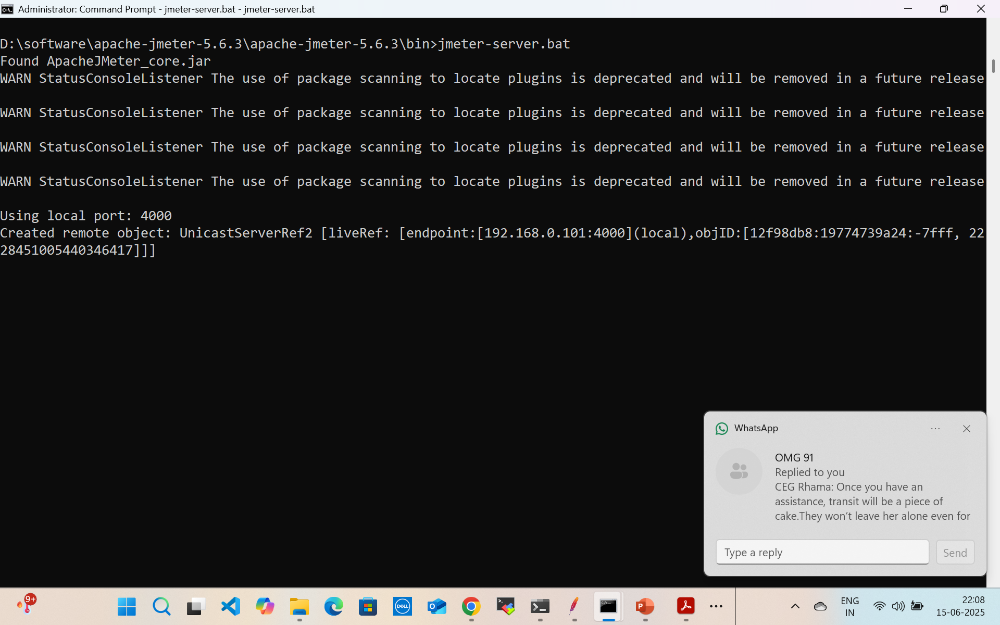 Administrator: Command Prompt - jmeter-server.bat - jmeter-server.bat
D:\software\apache-jmeter-5.6.3\apache-jmeter-5.6.3\bin>jmeter-server.bat
Found ApacheJMeter_core.jar
WARN StatusConsoleListener The use of package scanning to locate plugins is deprecated and will be removed in a future release
WARN StatusConsoleListener The use of package scanning to locate plugins is deprecated and will be removed in a future release
WARN StatusConsoleListener The use of package scanning to locate plugins is deprecated and will be removed in a future release
WARN StatusConsoleListener The use of package scanning to locate plugins is deprecated and will be removed in a future release
Using local port: 4000
Created remote object: UnicastServerRef2 [liveRef: [endpoint:[192.168.0.101:4000](local),objID:[12f98db8:19774739a24:-7fff, 22
28451005440346417]]]
WhatsApp
OMG 91
Replied to you
CEG Rhama: Once you have an
assistance, transit will be a piece of
cake.They won’t leave her alone even for
Type a reply
Send
9+
DELL
ENG
IN
22:08
15-06-2025